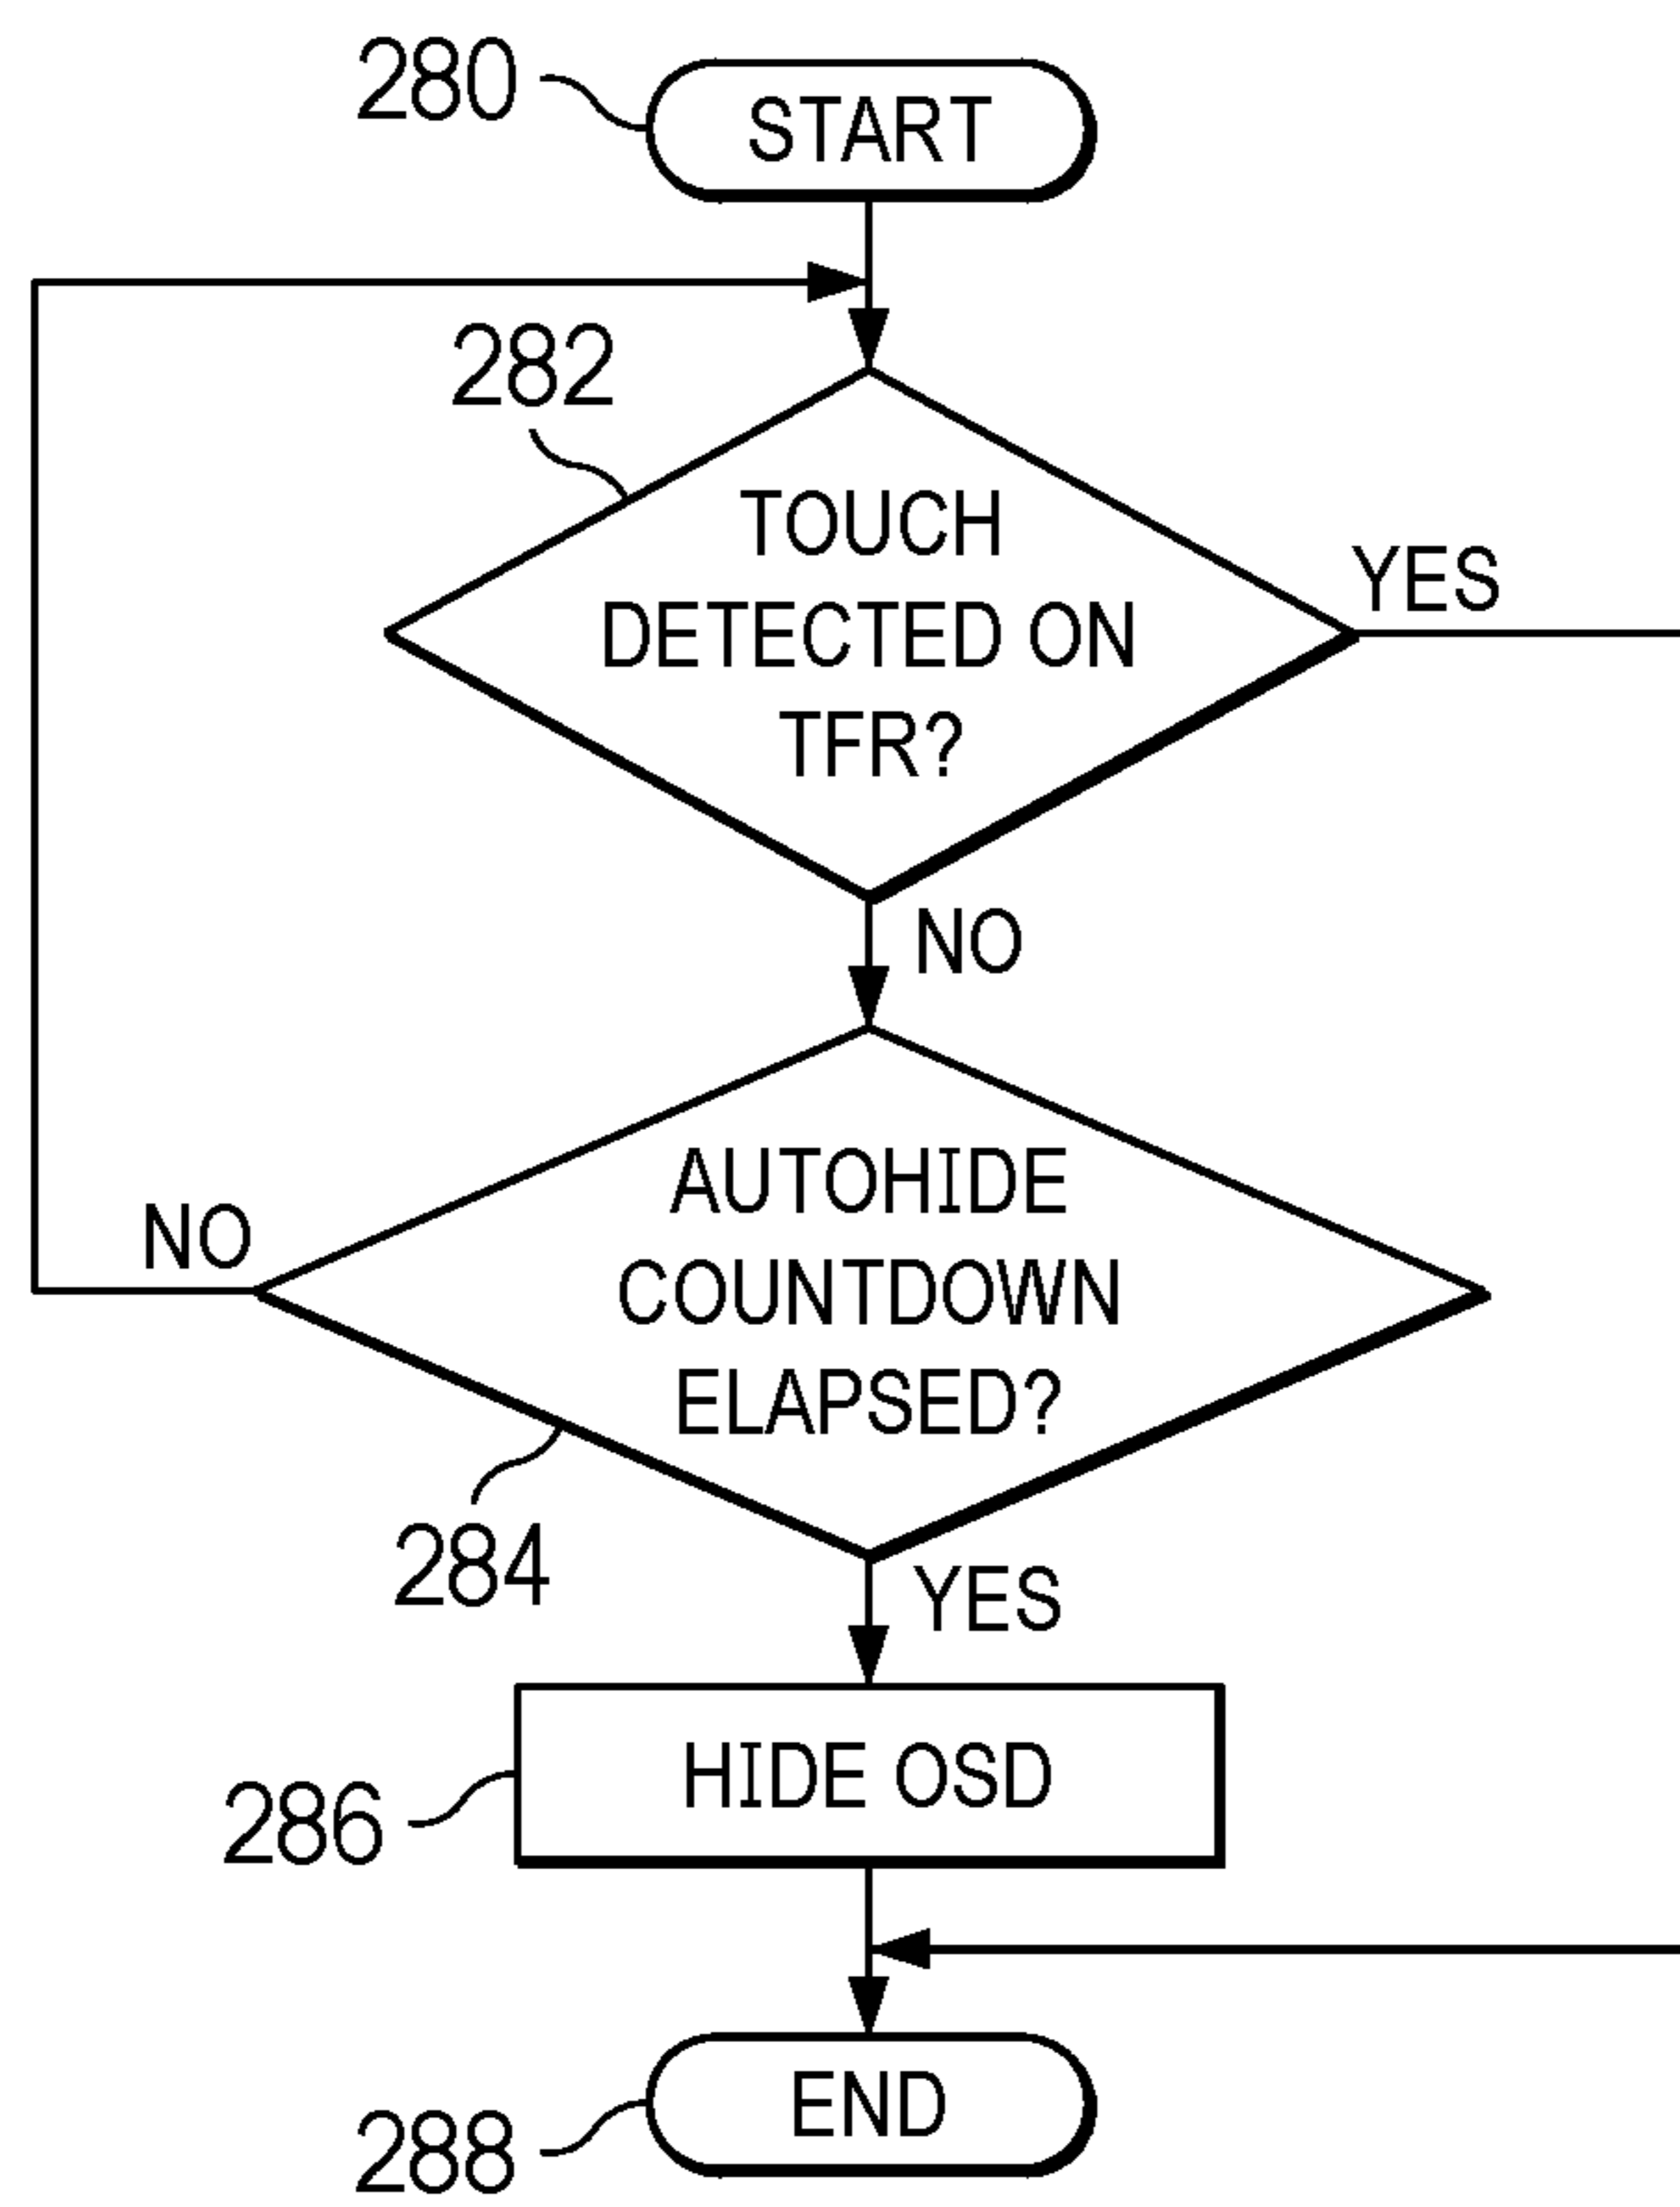 280
START
282
TOUCH
DETECTED ON
TFR?
YES
NO
AUTOHIDE
COUNTDOWN
ELAPSED?
NO
284
YES
HIDE OSD
286
END
288